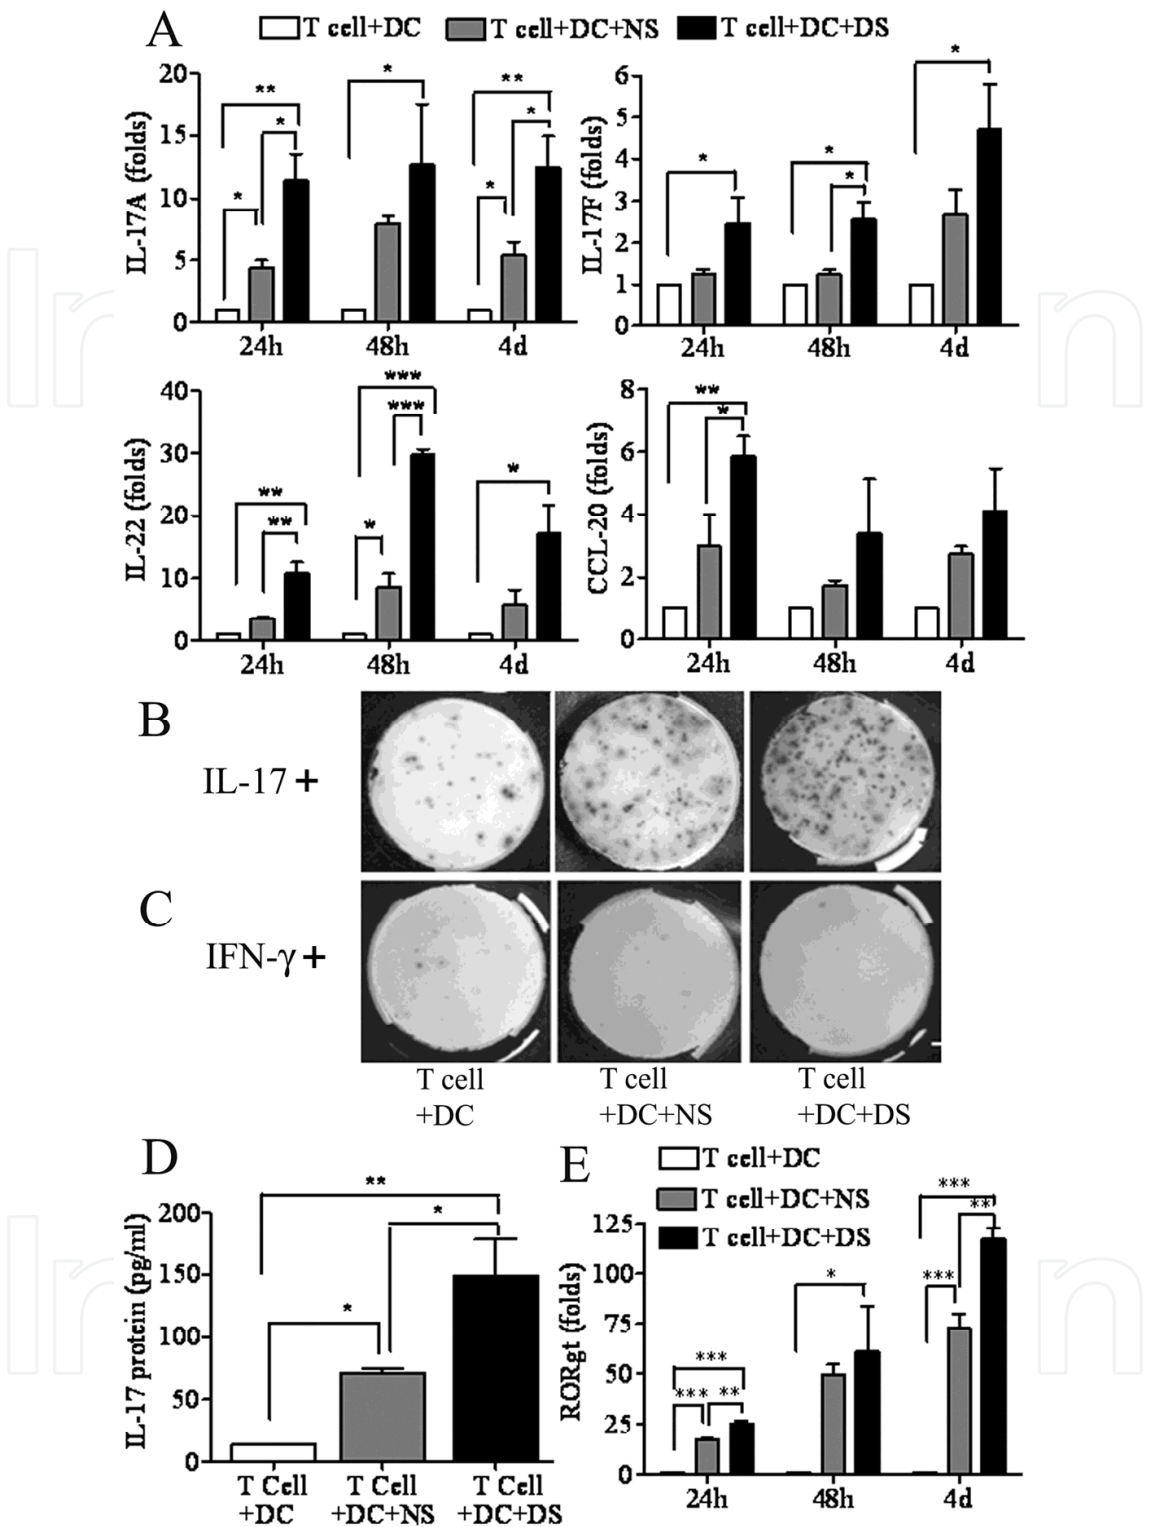 A
T cell+DC
T cell+DC+NS
T cell+DC+DS
IL-17A (folds)
20
15
10
5
0
**
*
*
*
**
*
*
24h
48h
4d
IL-17F (folds)
6
5
4
3
2
1
0
*
*
*
*
24h
48h
4d
IL-22 (folds)
40
30
20
10
0
**
**
***
***
*
*
24h
48h
4d
CCL-20 (folds)
8
6
4
2
0
**
*
24h
48h
4d
B
IL-17+
C
IFN-γ+
T cell
+DC
T cell
+DC+NS
T cell
+DC+DS
D
IL-17 protein (pg/ml)
200
150
100
50
0
**
*
*
T Cell
+DC
T Cell
+DC+NS
T Cell
+DC+DS
E
T cell+DC
T cell+DC+NS
T cell+DC+DS
RORgt (folds)
125
100
75
50
25
0
***
***
**
*
***
**
***
24h
48h
4d